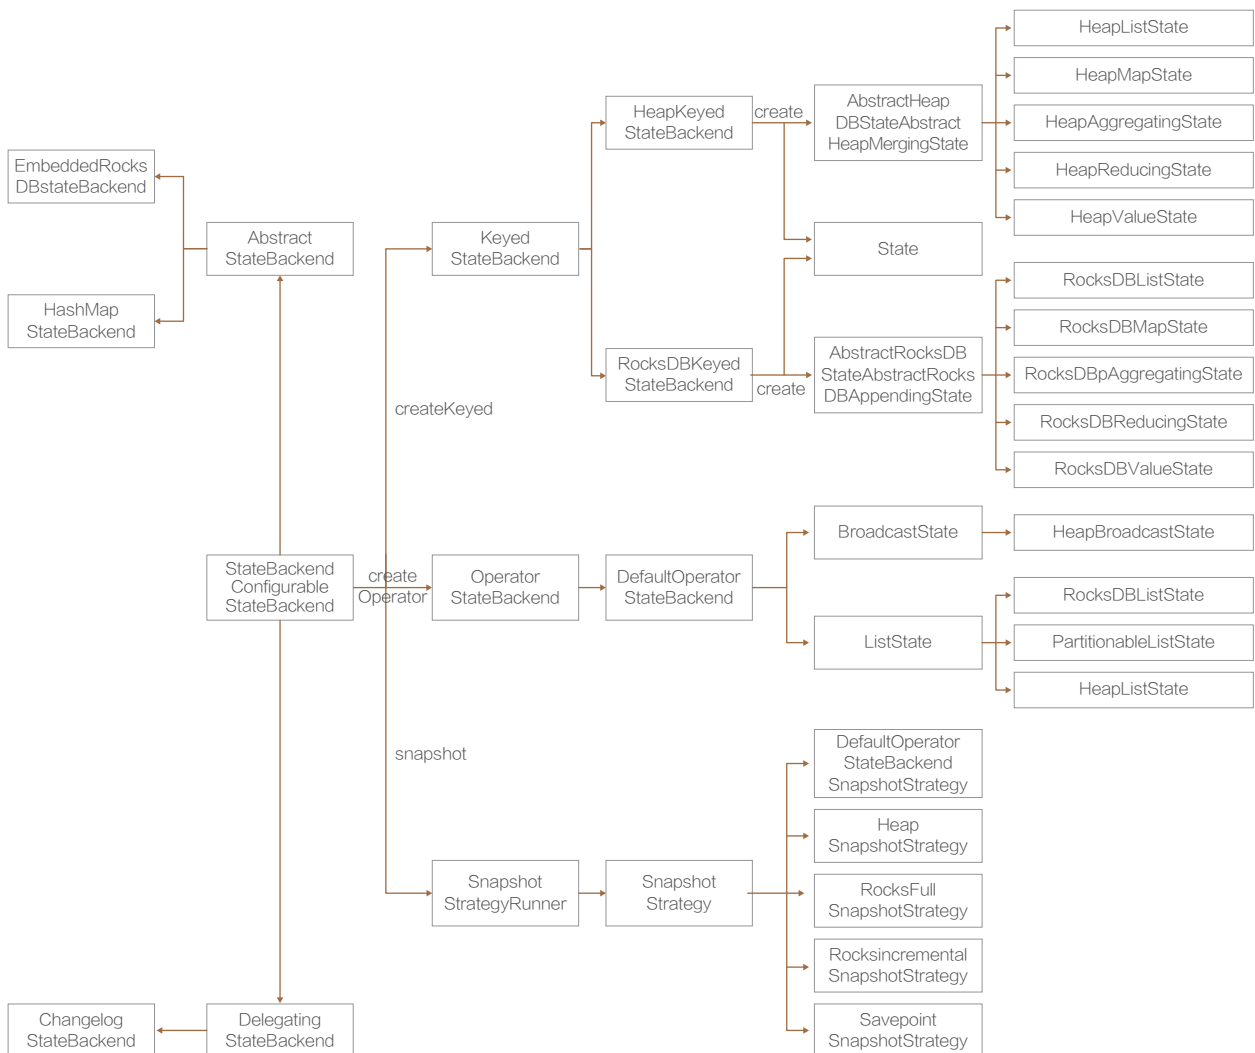 EmbeddedRocks
DBstateBackend
HashMap
StateBackend
Abstract
StateBackend
StateBackend
Configurable
StateBackend
Delegating
StateBackend
Changelog
StateBackend
createKeyed
create
Operator
snapshot
Keyed
StateBackend
HeapKeyed
StateBackend
create
RocksDBKeyed
StateBackend
create
AbstractHeap
DBStateAbstract
HeapMergingState
State
AbstractRocksDB
StateAbstractRocks
DBAppendingState
HeapListState
HeapMapState
HeapAggregatingState
HeapReducingState
HeapValueState
RocksDBListState
RocksDBMapState
RocksDBpAggregatingState
RocksDBReducingState
RocksDBValueState
Operator
StateBackend
DefaultOperator
StateBackend
BroadcastState
HeapBroadcastState
ListState
RocksDBListState
PartitionableListState
HeapListState
Snapshot
StrategyRunner
Snapshot
Strategy
DefaultOperator
StateBackend
SnapshotStrategy
Heap
SnapshotStrategy
RocksFull
SnapshotStrategy
Rocksincremental
SnapshotStrategy
Savepoint
SnapshotStrategy